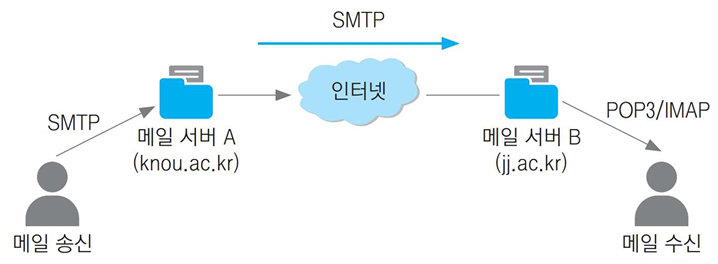 SMTP
인터넷
SMTP
메일 서버 A
(knou.ac.kr)
메일 서버 B
(jj.ac.kr)
POP3/IMAP
메일 송신
메일 수신